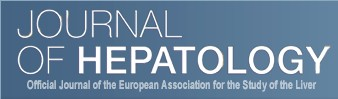 JOURNAL
OF HEPATOLOGY
Official Journal of the European Association for the Study of the Liver